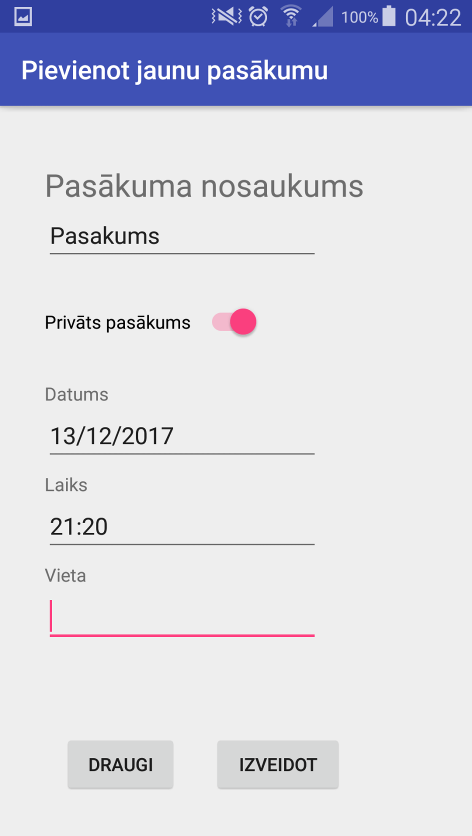 100% 04:22
Pievienot jaunu pasākumu
Pasākuma nosaukums
Pasakums
Privāts pasākums
Datums
13/12/2017
Laiks
21:20
Vieta
DRAUGI IZVEIDOT